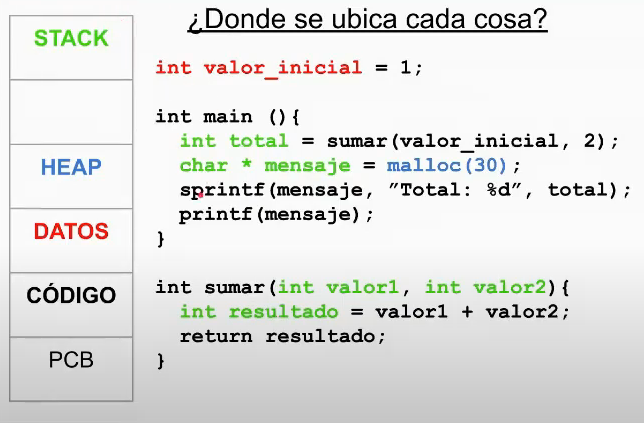 ¿Donde se ubica cada cosa?
STACK
HEAP
DATOS
CÓDIGO
PCB
int valor_inicial = 1;
int main (){
int total = sumar(valor_inicial, 2);
char * mensaje = malloc(30);
sprintf(mensaje, ”Total: %d”, total);
printf(mensaje);
}
int sumar(int valor1, int valor2){
int resultado = valor1 + valor2;
return resultado;
}